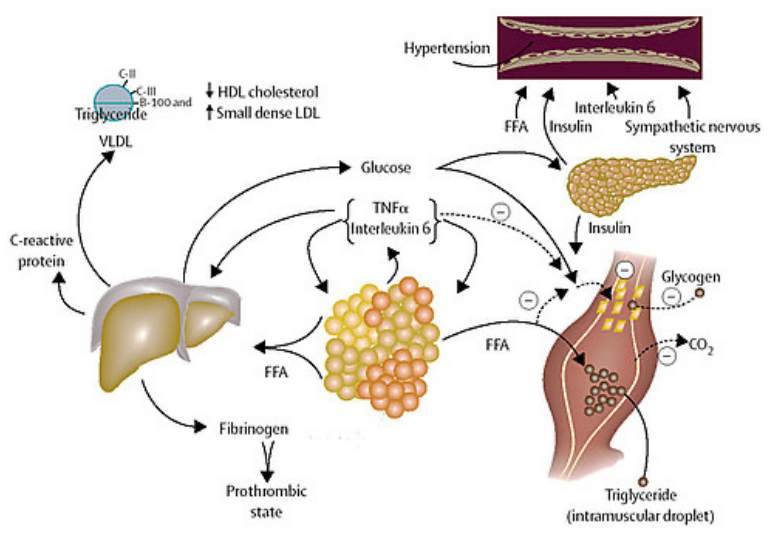 Hypertension
C-II
C-III
B-100 and
Triglyceride
VLDL
↓ HDL cholesterol
↑ Small dense LDL
FFA
Insulin
Interleukin 6
Sympathetic nervous
system
Glucose
TNFα
Interleukin 6
−
Insulin
C-reactive
protein
−
Glycogen
−
−
CO2
−
FFA
FFA
Fibrinogen
Prothrombic
state
Triglyceride
(intramuscular droplet)